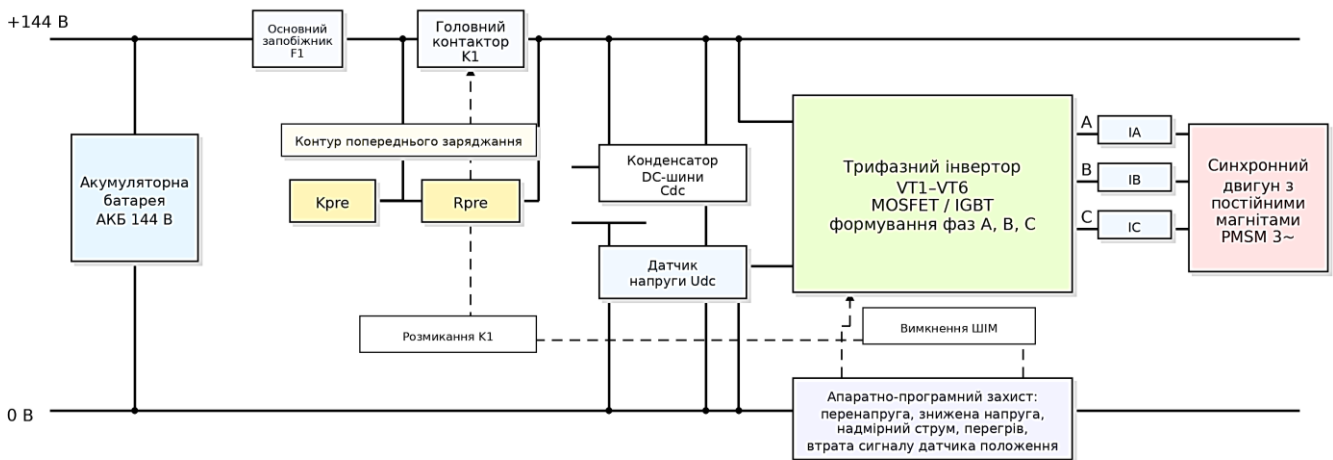 +144 В
Основний
запобіжник
F1
Головний
контактор
K1
Контур попереднього заряджання
Kpre
Rpre
Акумуляторна
батарея
АКБ 144 В
Конденсатор
DC-шини
Cdc
Датчик
напруги Udc
Трифазний інвертор
VT1–VT6
MOSFET / IGBT
формування фаз A, B, C
A
IA
B
IB
C
IC
Синхронний
двигун з
постійними
магнітами
PMSM 3~
Розмикання K1
Вимкнення ШІМ
0 В
Апаратно-програмний захист:
перенапруга, знижена напруга,
надмірний струм, перегрів,
втрата сигналу датчика положення